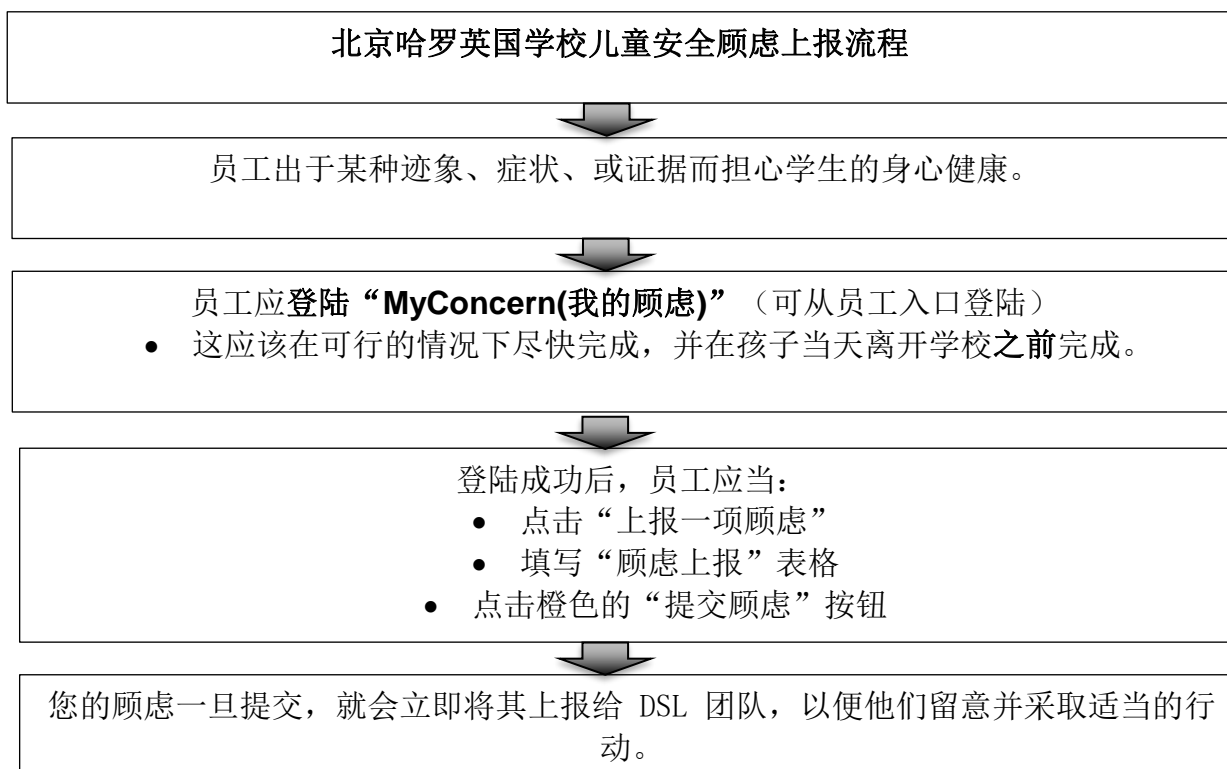 北京哈罗英国学校儿童安全顾虑上报流程
员工出于某种迹象、症状、或证据而担心学生的身心健康。
员工应登陆“MyConcern(我的顾虑)”（可从员工入口登陆）
• 这应该在可行的情况下尽快完成，并在孩子当天离开学校之前完成。
登陆成功后，员工应当：
• 点击“上报一项顾虑”
• 填写“顾虑上报”表格
• 点击橙色的“提交顾虑”按钮
您的顾虑一旦提交，就会立即将其上报给 DSL 团队，以便他们留意并采取适当的行
动。